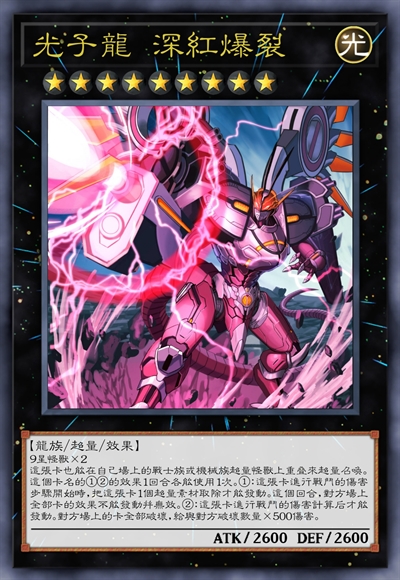 光子龍 深紅爆裂
光
【龍族/超量/效果】
9星怪獸×2
這張卡也能在自己場上的戰士族或機械族超量怪獸上重疊來超量召喚。
這個卡名的①②的效果1回合各能使用1次。①：這張卡進行戰鬥的傷害
步驟開始時，把這張卡1個超量素材取除才能發動。這個回合，對方場上
全部卡的效果不能發動并無效。②：這張卡進行戰鬥的傷害計算后才能
發動。對方場上的卡全部破壞，給與對方破壞數量×500傷害。
ATK/2600 DEF/2600